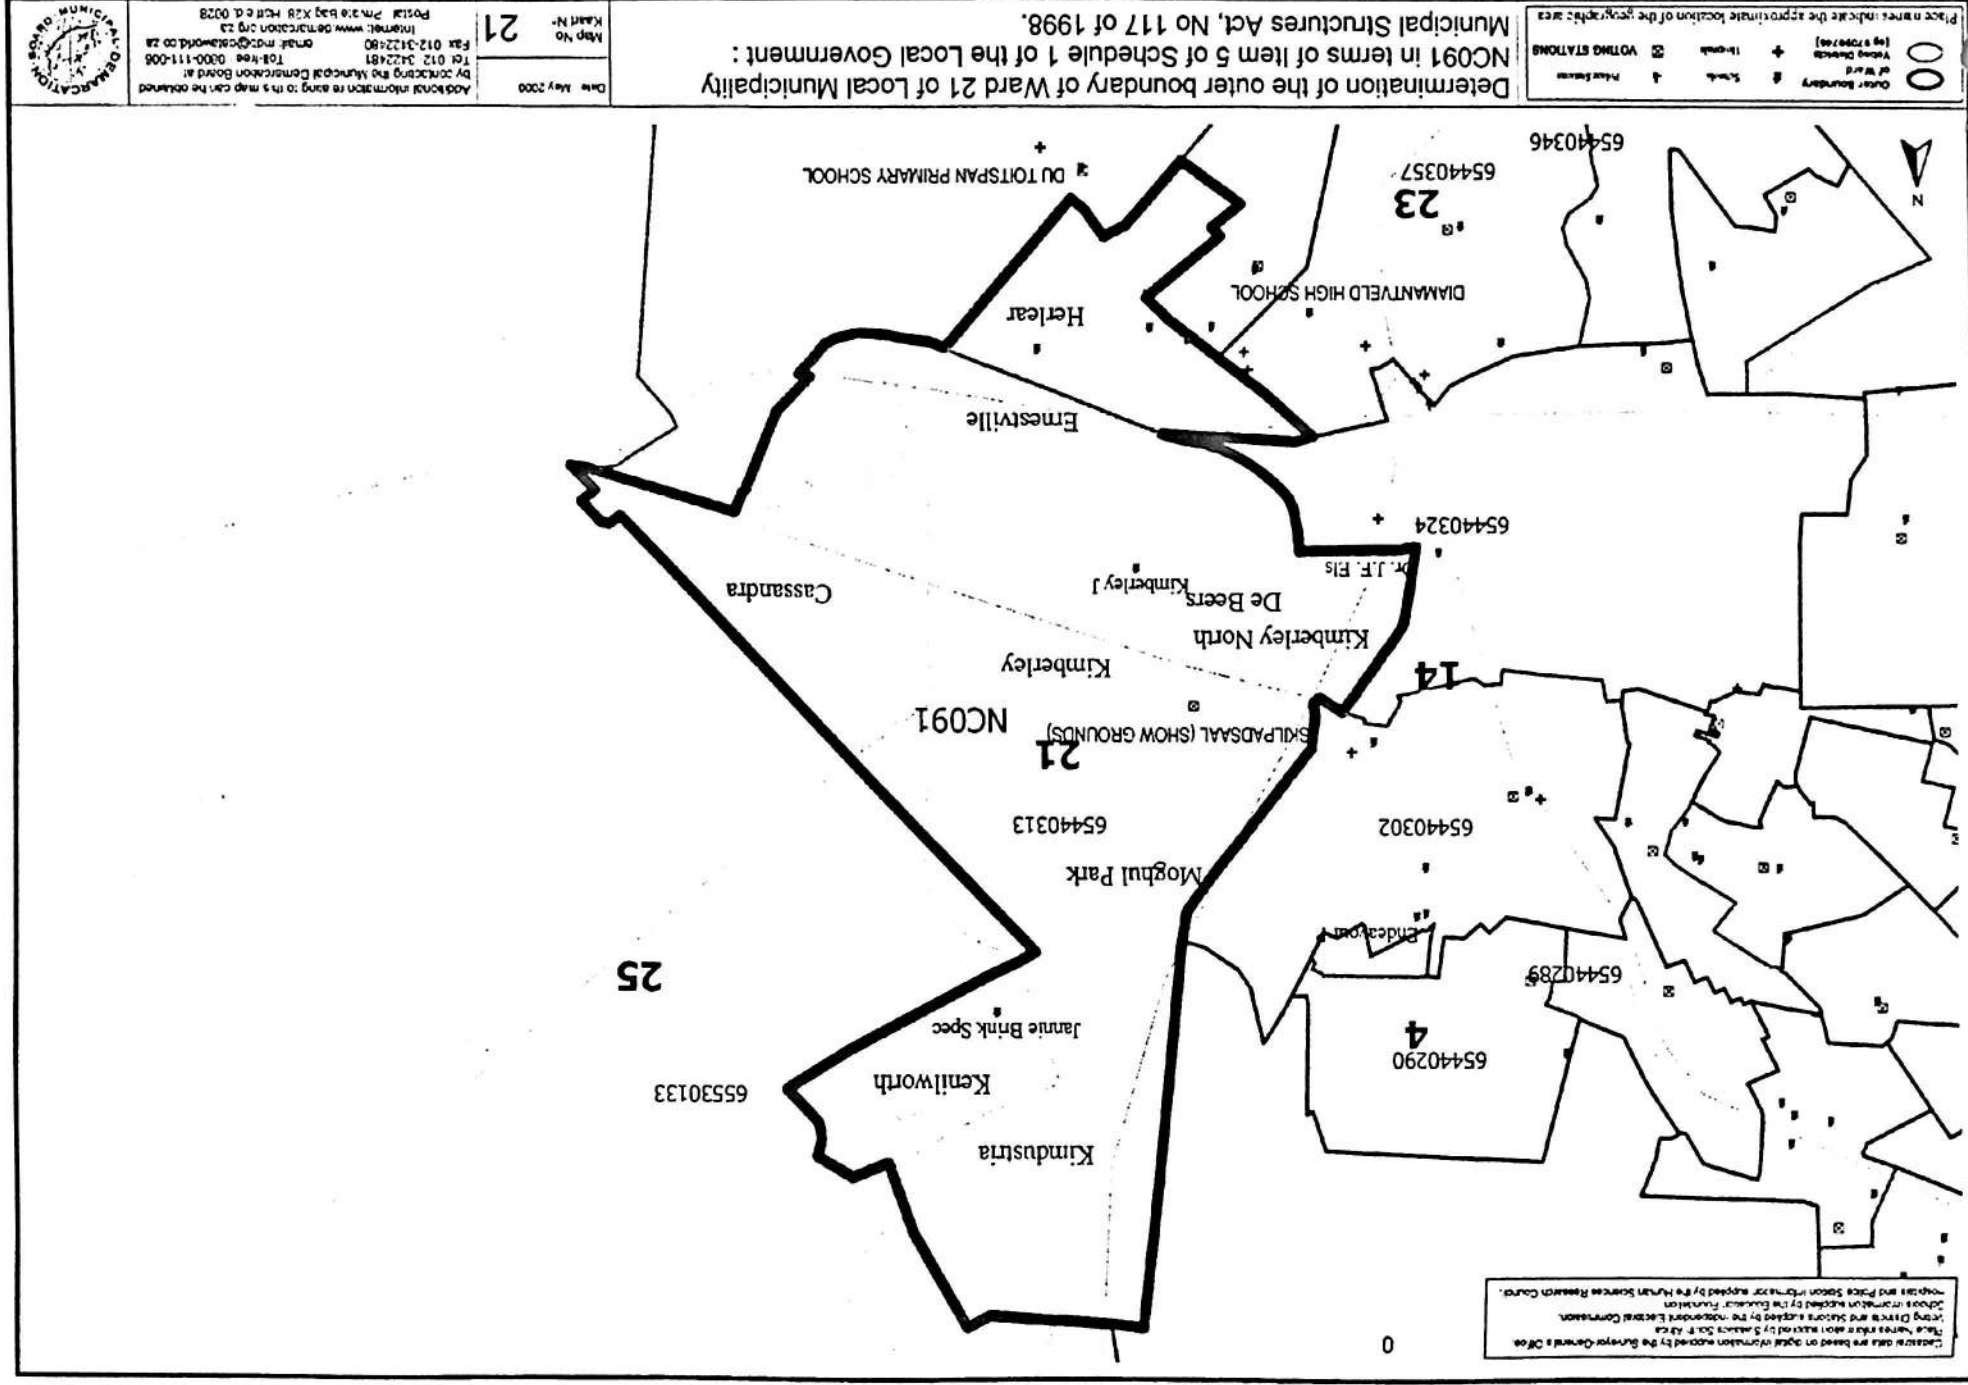 Cadastral data are based on digital information supplied by the Surveyor-General's Office.
Place Names information supplied by Statistics South Africa
Voting Districts and Stations supplied by the Independent Electoral Commission.
Schools information supplied by the Education Foundation
Hospitals and Police Station information supplied by the Human Sciences Research Council.
0
Kindustria
Kenilworth
65530133
Jannie Brink Spec
25
65440290
4
65440289
Endeavour
Moghul Park
65440313
65440302
21
SKILPADSAAL (SHOW GROUNDS)
NC091
14
Kimberley
Kimberley North
De Beers
Kimberley J
Cassandra
Dr. J.F. Els
65440324
Ernestville
Herlear
DIAMANTVELD HIGH SCHOOL
23
65440357
DU TOITSPAN PRIMARY SCHOOL
65440346
N
Outer Boundary
of Ward
Voting Districts
Schools
Police Stations
Hospitals
VOTING STATIONS
Place names indicate the approximate location of the geographic area
Determination of the outer boundary of Ward 21 of Local Municipality
NC091 in terms of Item 5 of Schedule 1 of the Local Government :
Municipal Structures Act, No 117 of 1998.
Date May 2000
Map No
Kaart Nr
21
Additional information relating to this map can be obtained
by contacting the Municipal Demarcation Board at:
Tel: 012 3422481 Toll-free: 0800-111-006
Fax 012-3422480
Internet: www.demarcation.org.za
Postal Private Bag X28 Hatfield, 0028
MUNICIPAL DEMARCATION BOARD